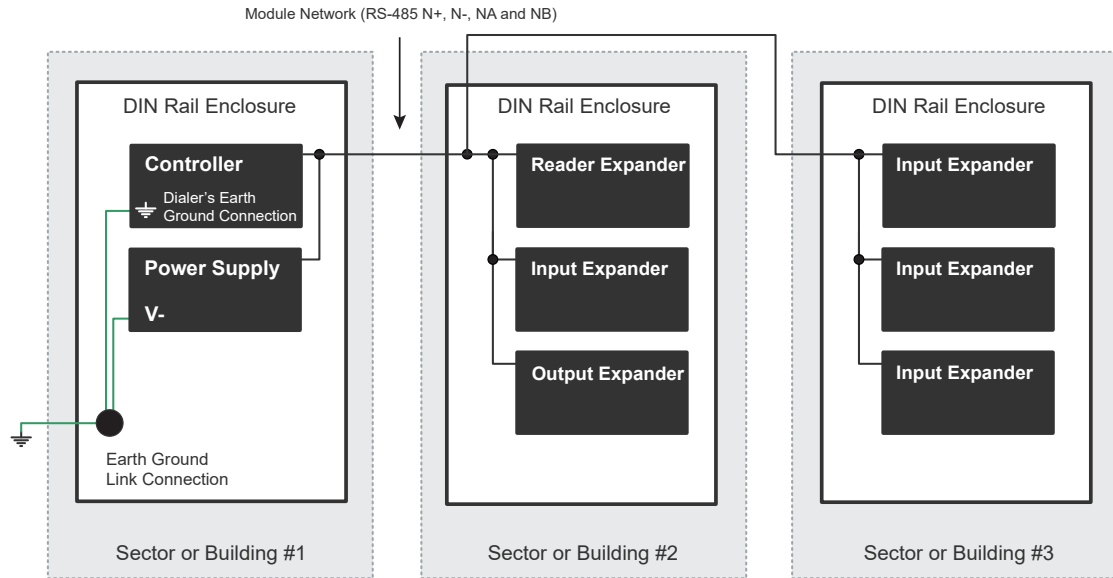 Module Network (RS-485 N+, N-, NA and NB)
DIN Rail Enclosure
Controller
Dialer’s Earth
Ground Connection
Power Supply
V-
Earth Ground
Link Connection
Sector or Building #1
DIN Rail Enclosure
Reader Expander
Input Expander
Output Expander
Sector or Building #2
DIN Rail Enclosure
Input Expander
Input Expander
Input Expander
Sector or Building #3